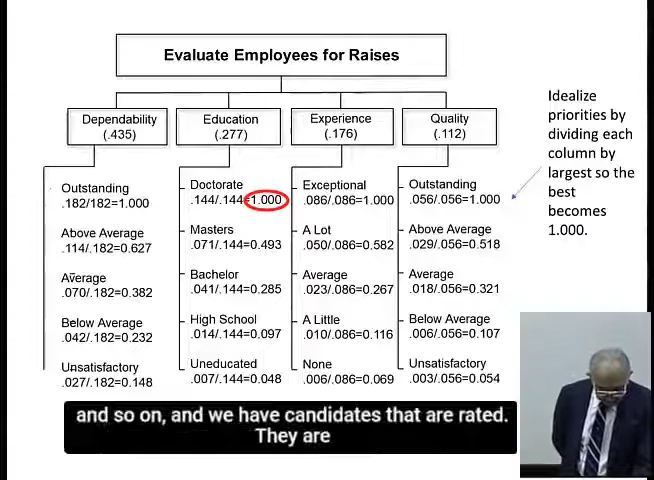 Evaluate Employees for Raises
Dependability
(.435)
Education
(.277)
Experience
(.176)
Quality
(.112)
Outstanding
.182/182=1.000
Above Average
.114/.182=0.627
Average
.070/.182=0.382
Below Average
.042/.182=0.232
Unsatisfactory
.027/.182=0.148
Doctorate
.144/.144=1.000
Masters
.071/.144=0.493
Bachelor
.041/.144=0.285
High School
.014/.144=0.097
Uneducated
.007/.144=0.048
Exceptional
.086/.086=1.000
A Lot
.050/.086=0.582
Average
.023/.086=0.267
A Little
.010/.086=0.116
None
.006/.086=0.069
Outstanding
.056/.056=1.000
Above Average
.029/.056=0.518
Average
.018/.056=0.321
Below Average
.006/.056=0.107
Unsatisfactory
.003/.056=0.054
Idealize
priorities by
dividing each
column by
largest so the
best
becomes
1.000.
and so on, and we have candidates that are rated.
They are